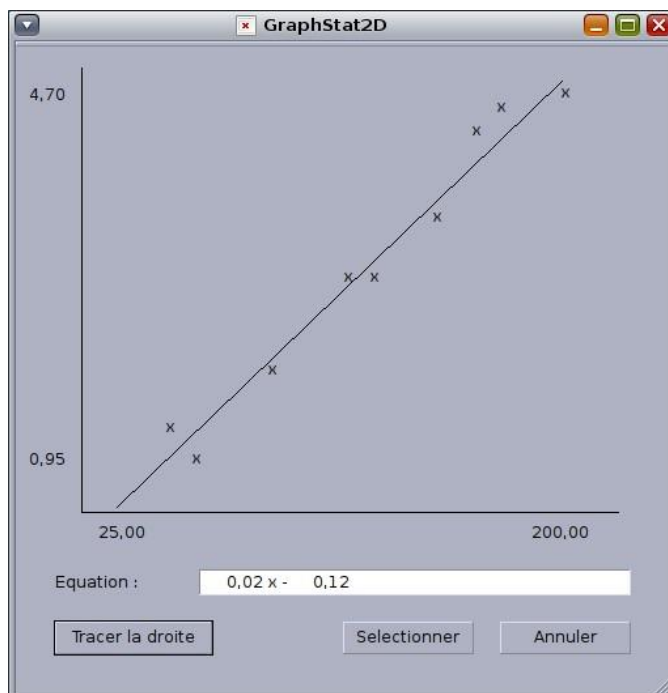 GraphStat2D
4,70
0,95
25,00
200,00
Equation :
0,02 x - 0,12
Tracer la droite
Selectionner
Annuler